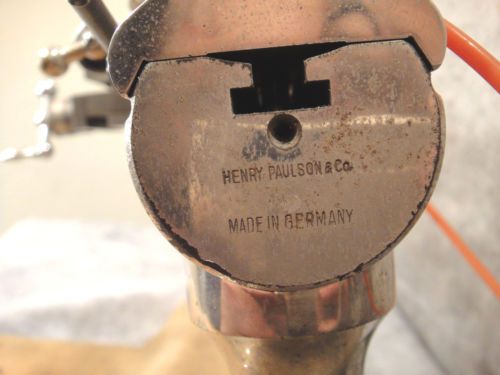 HENRY PAULSON & Co.
MADE IN GERMANY